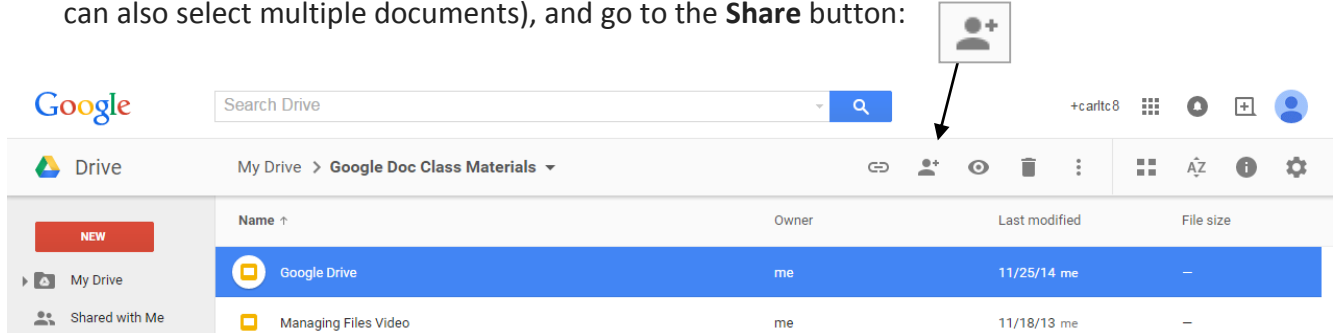 can also select multiple documents), and go to the Share button:
Google Search Drive +carltc8
Drive My Drive > Google Doc Class Materials AZ
NEW Name ↑ Owner Last modified File size
Google Drive me 11/25/14 me –
My Drive
Shared with Me Managing Files Video me 11/18/13 me –